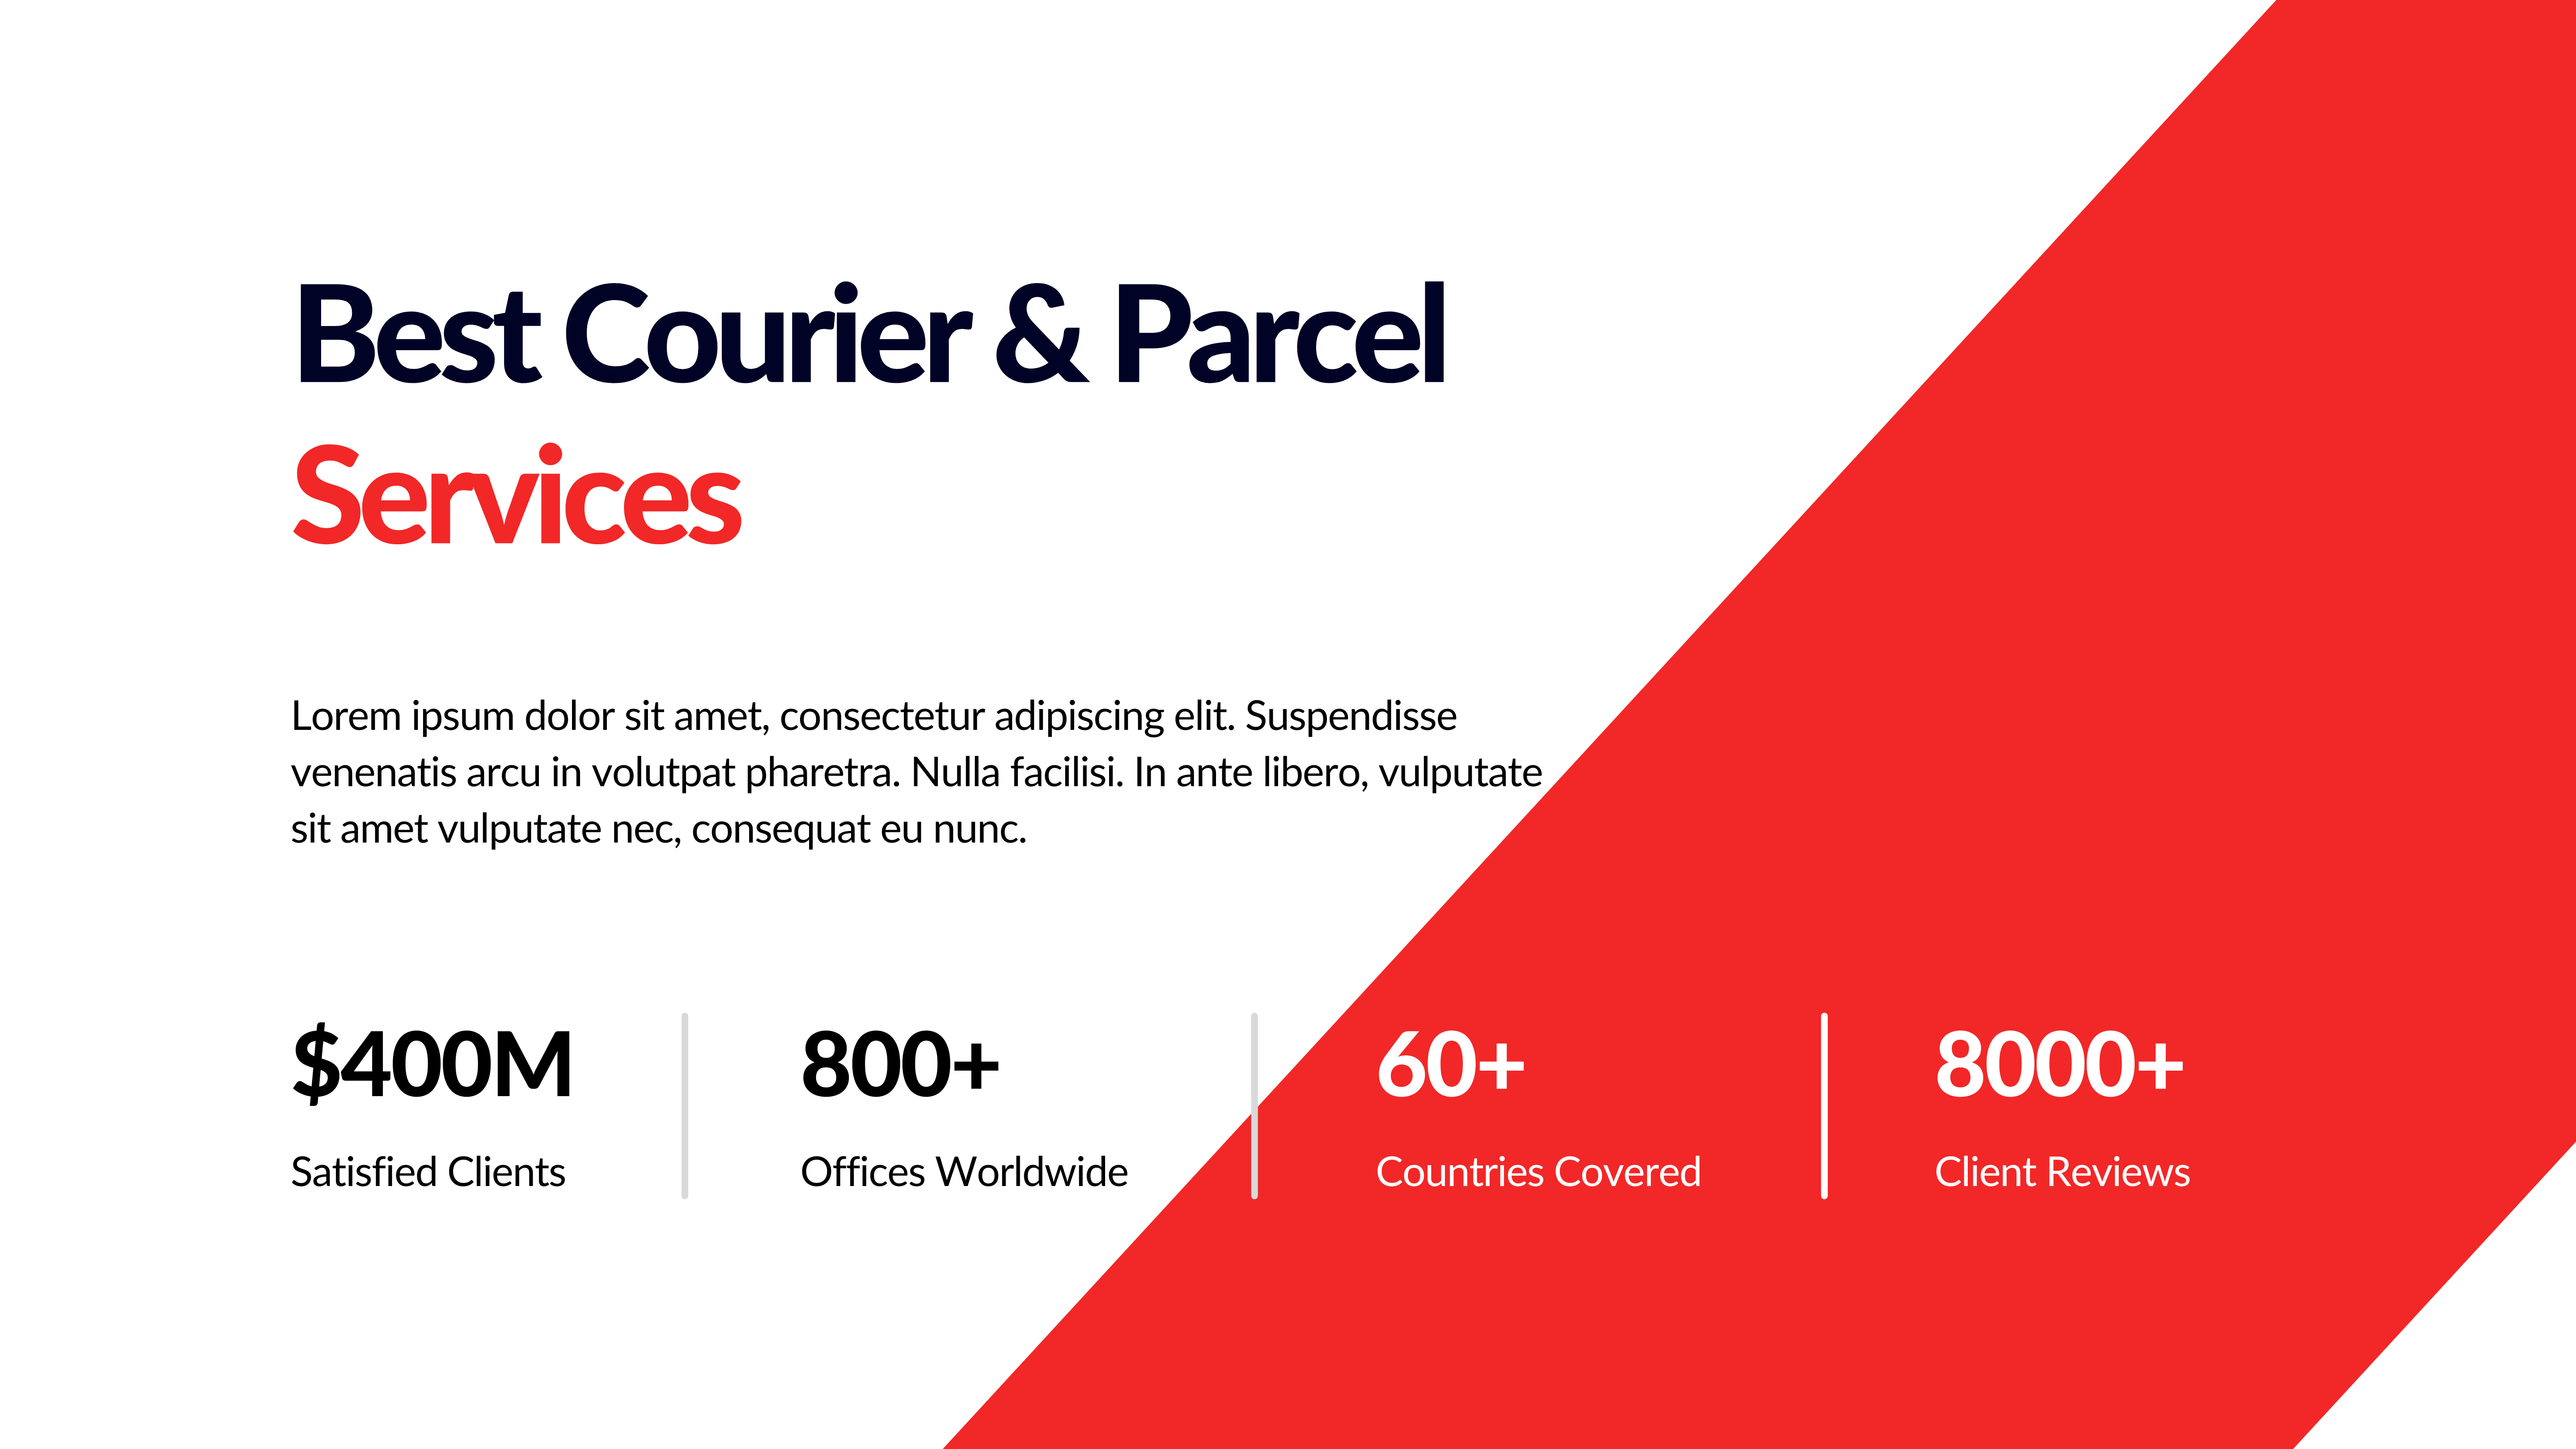 Best Courier & Parcel
Services
Lorem ipsum dolor sit amet, consectetur adipiscing elit. Suspendisse
venenatis arcu in volutpat pharetra. Nulla facilisi. In ante libero, vulputate
sit amet vulputate nec, consequat eu nunc.
$400M
Satisfied Clients
800+
Offices Worldwide
60+
Countries Covered
8000+
Client Reviews